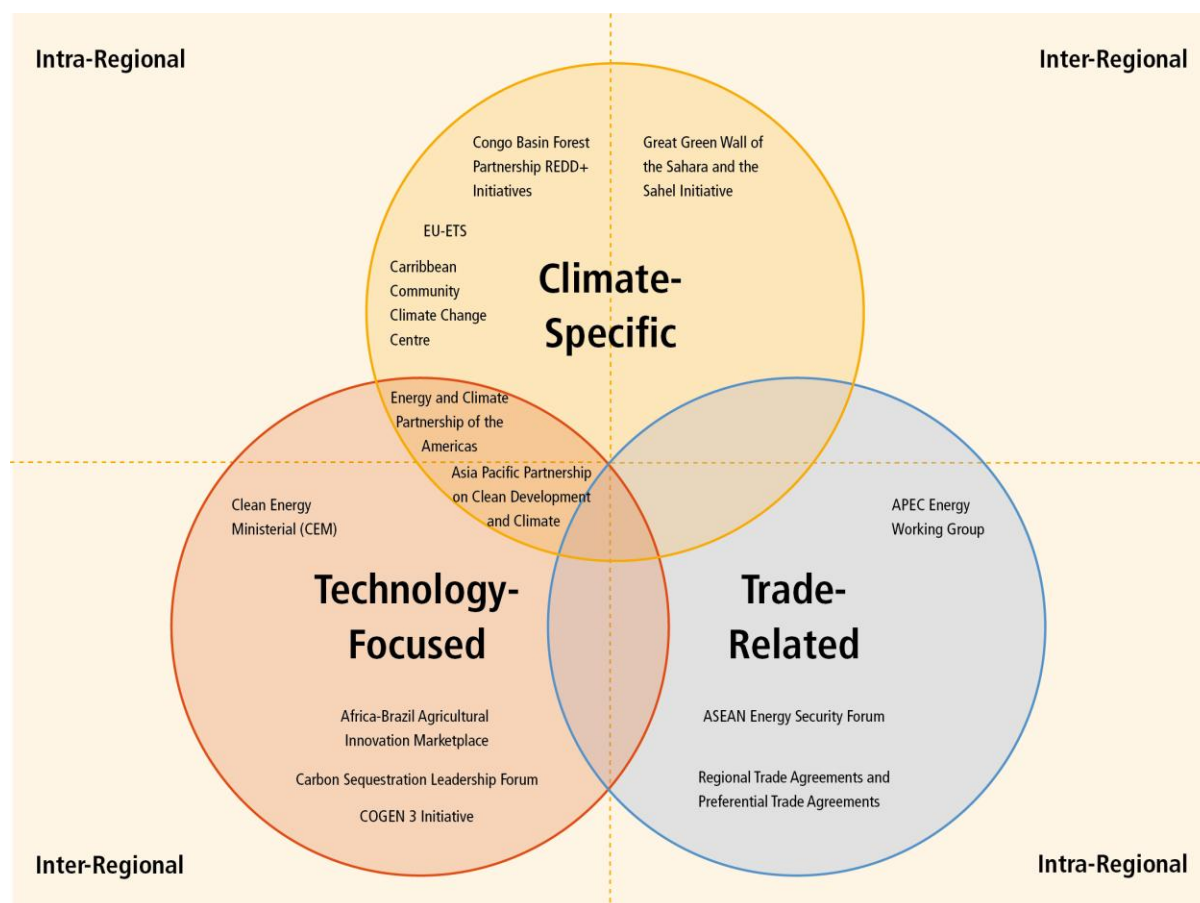 Intra-Regional
Inter-Regional
Congo Basin Forest
Partnership REDD+
Initiatives
Great Green Wall of
the Sahara and the
Sahel Initiative
EU-ETS
Carribbean
Community
Climate Change
Centre
Climate-
Specific
Energy and Climate
Partnership of the
Americas
Asia Pacific Partnership
on Clean Development
and Climate
Clean Energy
Ministerial (CEM)
APEC Energy
Working Group
Technology-
Focused
Trade-
Related
Africa-Brazil Agricultural
Innovation Marketplace
Carbon Sequestration Leadership Forum
COGEN 3 Initiative
ASEAN Energy Security Forum
Regional Trade Agreements and
Preferential Trade Agreements
Inter-Regional
Intra-Regional